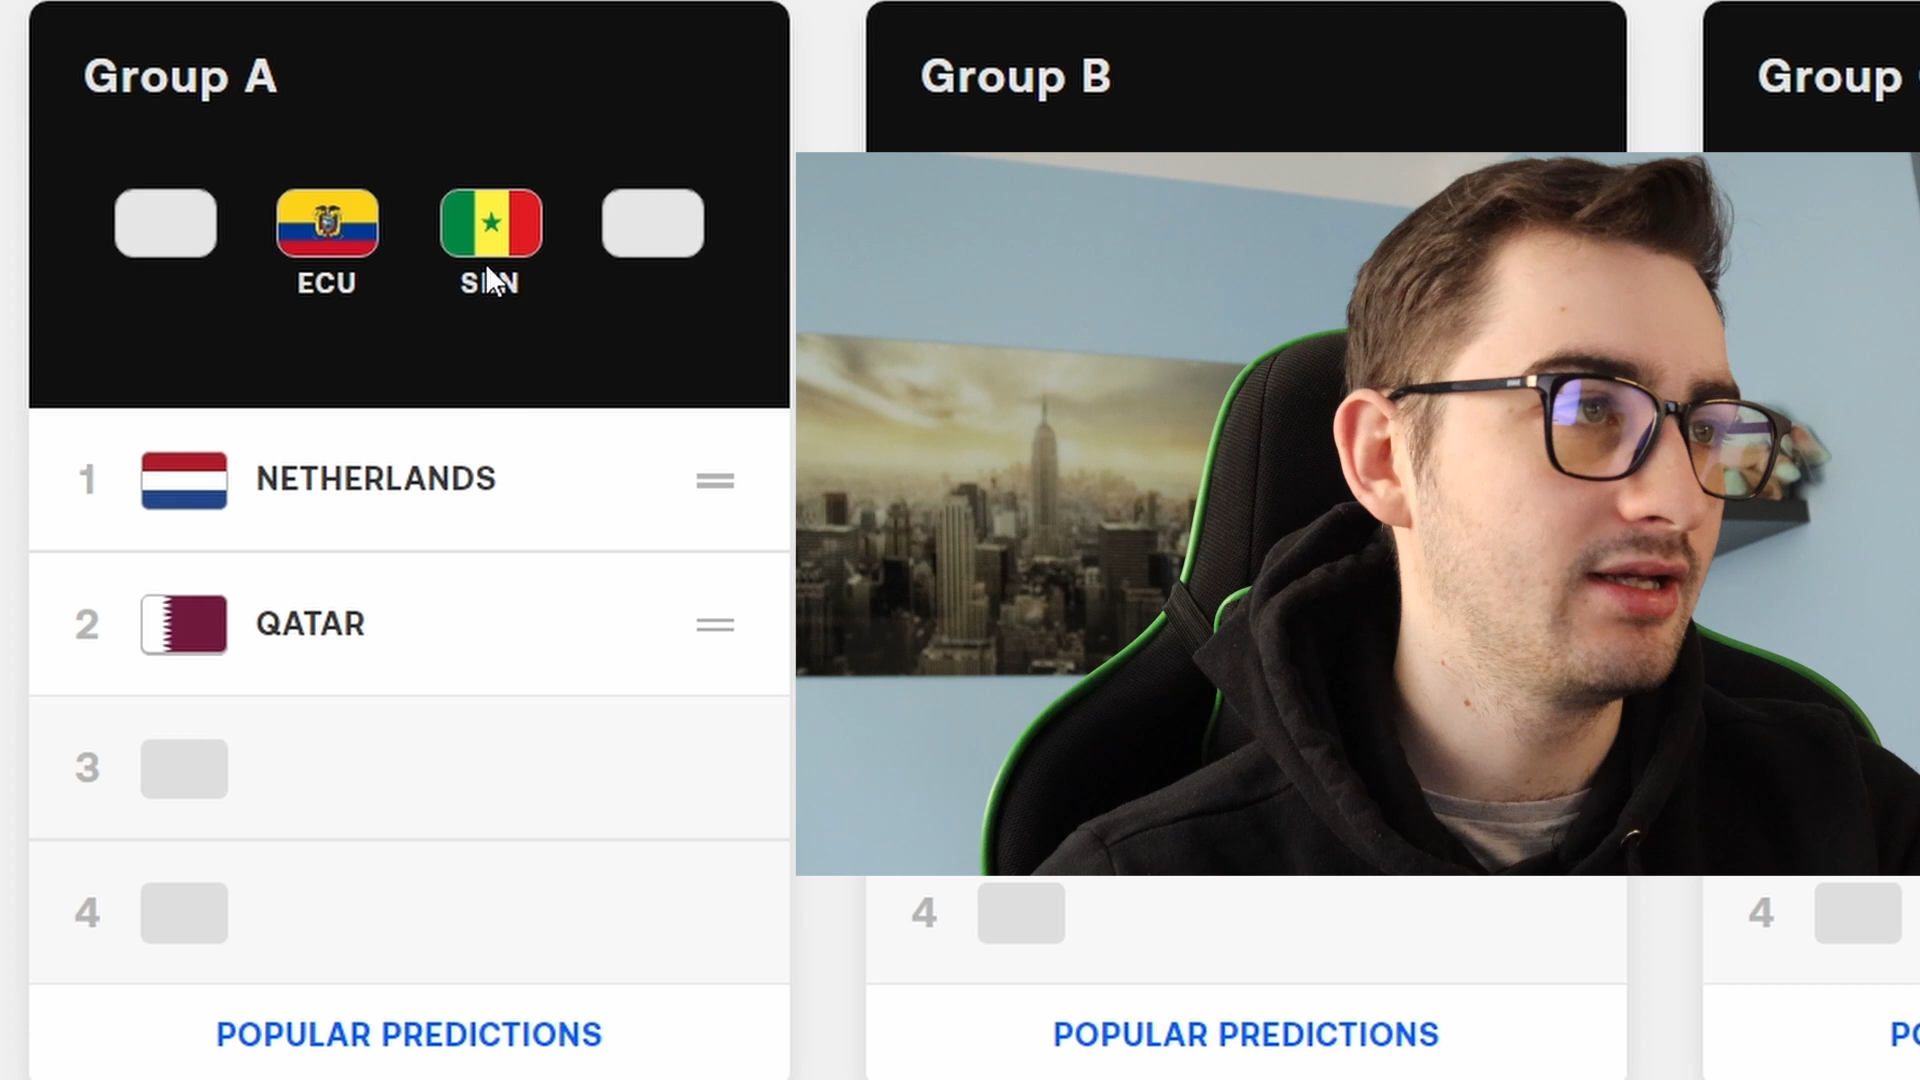 Group A
ECU
1 NETHERLANDS
2 QATAR
3
4
POPULAR PREDICTIONS
Group B
4
POPULAR PREDICTIONS
Group
4